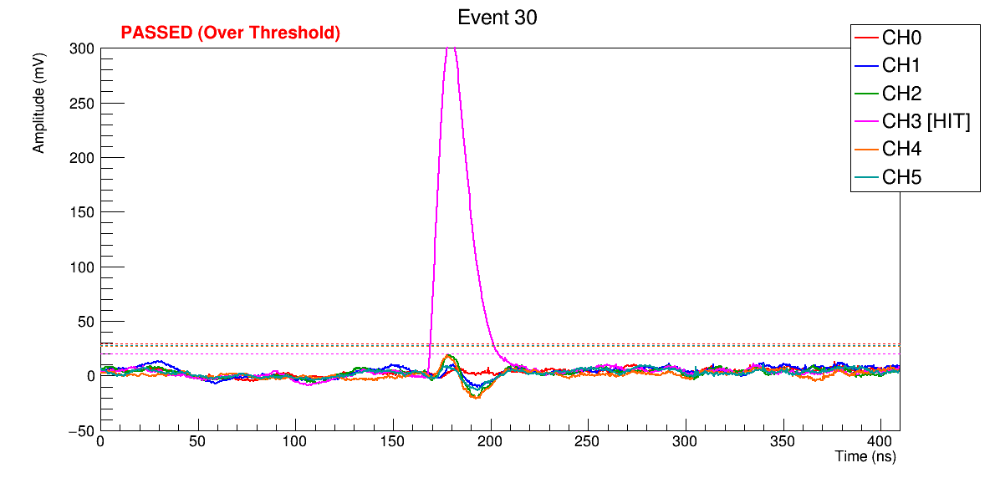 Event 30
PASSED (Over Threshold)
CH0
CH1
CH2
CH3 [HIT]
CH4
CH5
Amplitude (mV)
300
250
200
150
100
50
0
−50
0 50 100 150 200 250 300 350 400
Time (ns)